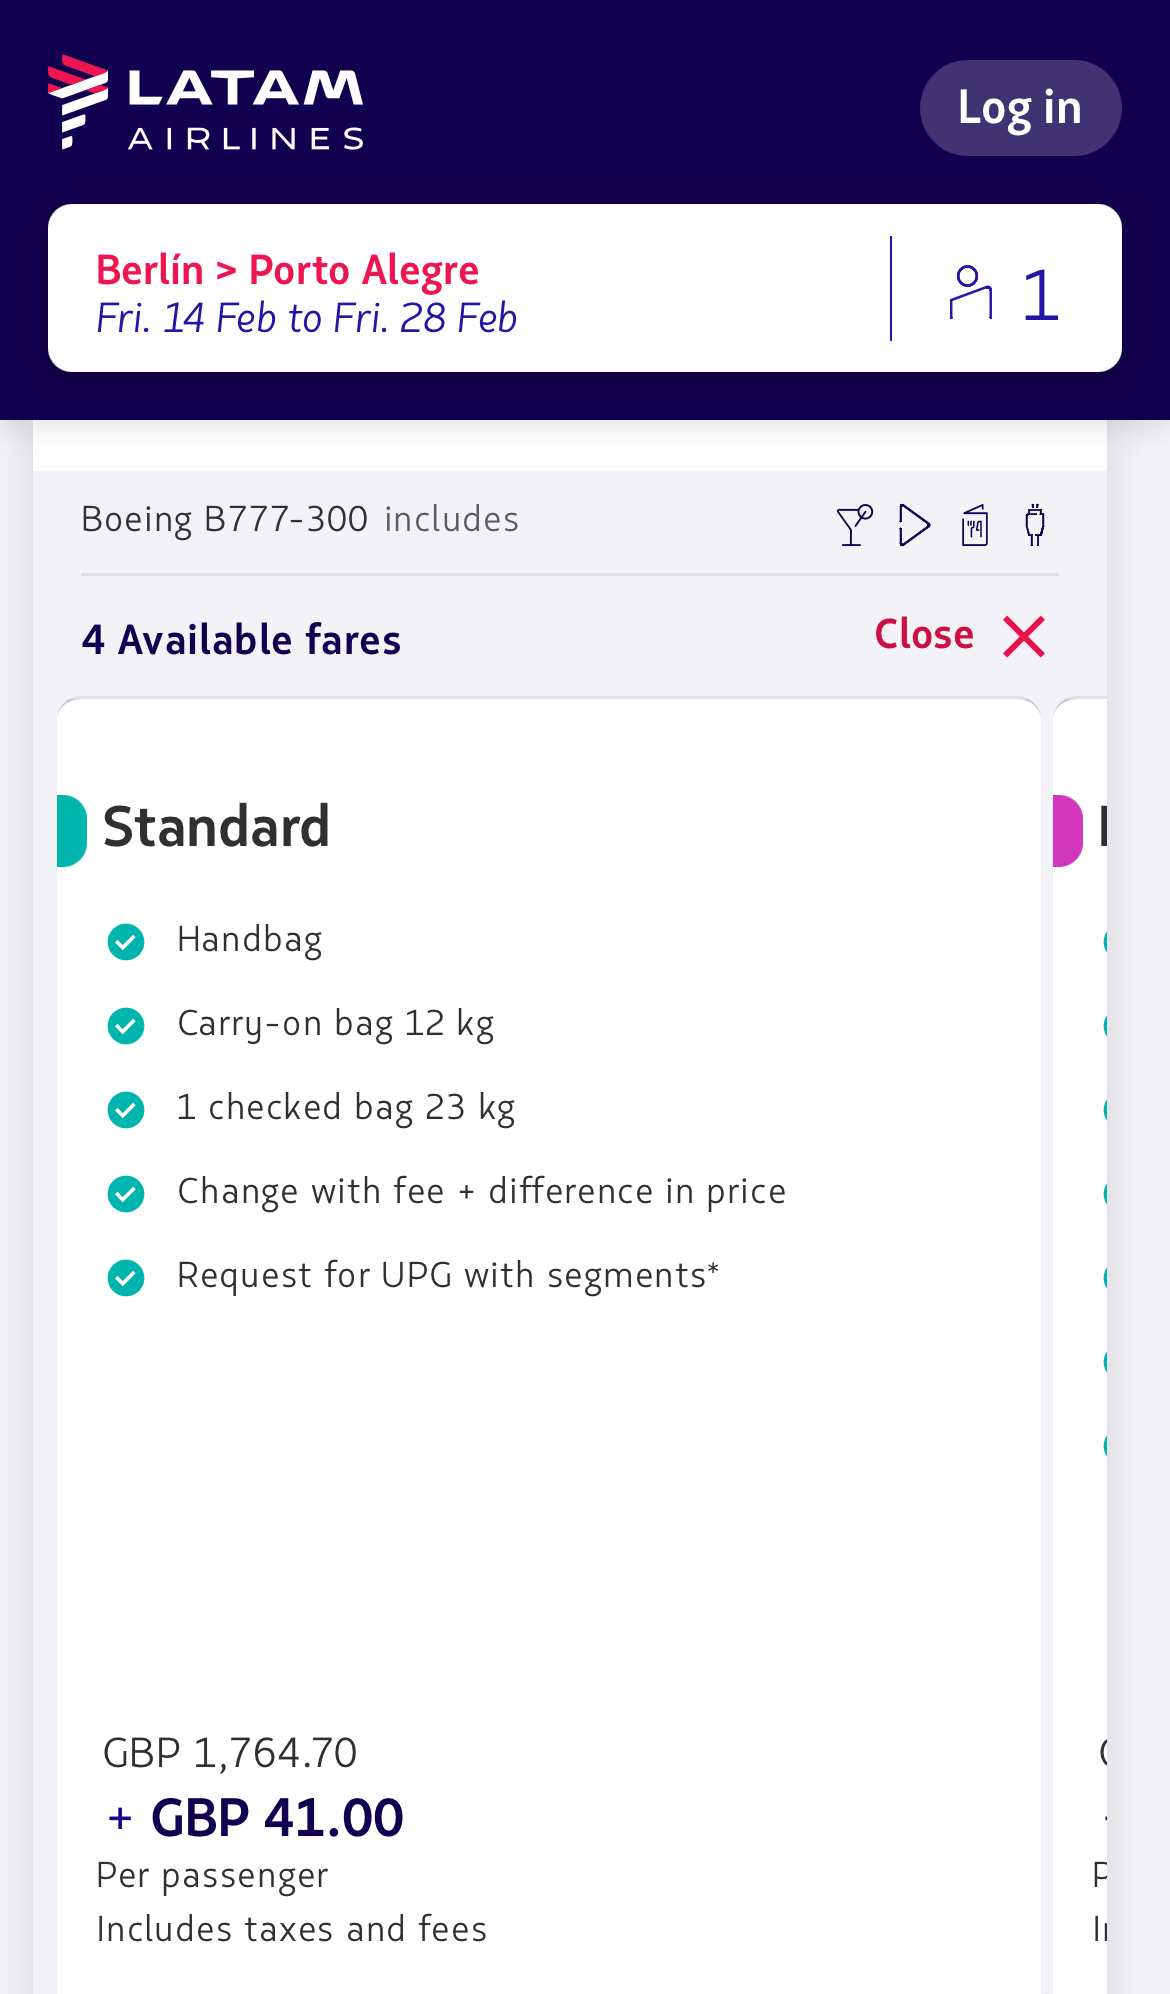 LATAM
AIRLINES
Log in
Berlín > Porto Alegre
Fri. 14 Feb to Fri. 28 Feb
1
Boeing B777-300 includes
4 Available fares
Close
Standard
Handbag
Carry-on bag 12 kg
1 checked bag 23 kg
Change with fee + difference in price
Request for UPG with segments*
GBP 1,764.70
+ GBP 41.00
Per passenger
Includes taxes and fees